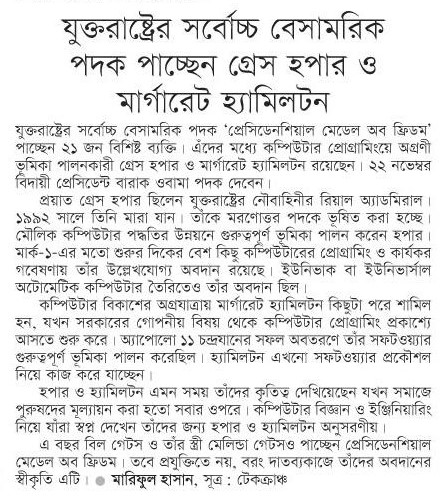 যুক্তরাষ্ট্রের সর্বোচ্চ বেসামরিক
পদক পাচ্ছেন গ্রেস হপার ও
মার্গারেট হ্যামিলটন
যুক্তরাষ্ট্রের সর্বোচ্চ বেসামরিক পদক ‘প্রেসিডেনশিয়াল মেডেল অব ফ্রিডম’
পাচ্ছেন ২১ জন বিশিষ্ট ব্যক্তি। এঁদের মধ্যে কম্পিউটার প্রোগ্রামিংয়ে অগ্রণী
ভূমিকা পালনকারী গ্রেস হপার ও মার্গারেট হ্যামিলটন রয়েছেন। ২২ নভেম্বর
বিদায়ী প্রেসিডেন্ট বারাক ওবামা পদক দেবেন।
প্রয়াত গ্রেস হপার ছিলেন যুক্তরাষ্ট্রের নৌবাহিনীর রিয়াল অ্যাডমিরাল।
১৯৯২ সালে তিনি মারা যান। তাঁকে মরণোত্তর পদকে ভূষিত করা হচ্ছে।
মৌলিক কম্পিউটার পদ্ধতির উন্নয়নে গুরুত্বপূর্ণ ভূমিকা পালন করেন হপার।
মার্ক-১-এর মতো শুরুর দিকের বেশ কিছু কম্পিউটারের প্রোগ্রামিং ও কার্যকর
গবেষণায় তাঁর উল্লেখযোগ্য অবদান রয়েছে। ইউনিভাক বা ইউনিভার্সাল
অটোমেটিক কম্পিউটার তৈরিতেও তাঁর অবদান ছিল।
কম্পিউটার বিকাশের অগ্রযাত্রায় মার্গারেট হ্যামিলটন কিছুটা পরে শামিল
হন, যখন সরকারের গোপনীয় বিষয় থেকে কম্পিউটার প্রোগ্রামিং প্রকাশ্যে
আসতে শুরু করে। অ্যাপোলো ১১ চন্দ্রযানের সফল অবতরণে তাঁর সফটওয়্যার
গুরুত্বপূর্ণ ভূমিকা পালন করেছিল। হ্যামিলটন এখনো সফটওয়্যার প্রকৌশল
নিয়ে কাজ করে যাচ্ছেন।
হপার ও হ্যামিলটন এমন সময় তাঁদের কৃতিত্ব দেখিয়েছেন যখন সমাজে
পুরুষদের মূল্যায়ন করা হতো সবার ওপরে। কম্পিউটার বিজ্ঞান ও ইঞ্জিনিয়ারিং
নিয়ে যাঁরা স্বপ্ন দেখেন তাঁদের জন্য হপার ও হ্যামিলটন অনুসরণীয়।
এ বছর বিল গেটস ও তাঁর স্ত্রী মেলিন্ডা গেটসও পাচ্ছেন প্রেসিডেনশিয়াল
মেডেল অব ফ্রিডম। তবে প্রযুক্তিতে নয়, বরং দাতব্যকাজে তাঁদের অবদানের
স্বীকৃতি এটি। ● মারিফুল হাসান, সূত্র : টেকক্রাঞ্চ